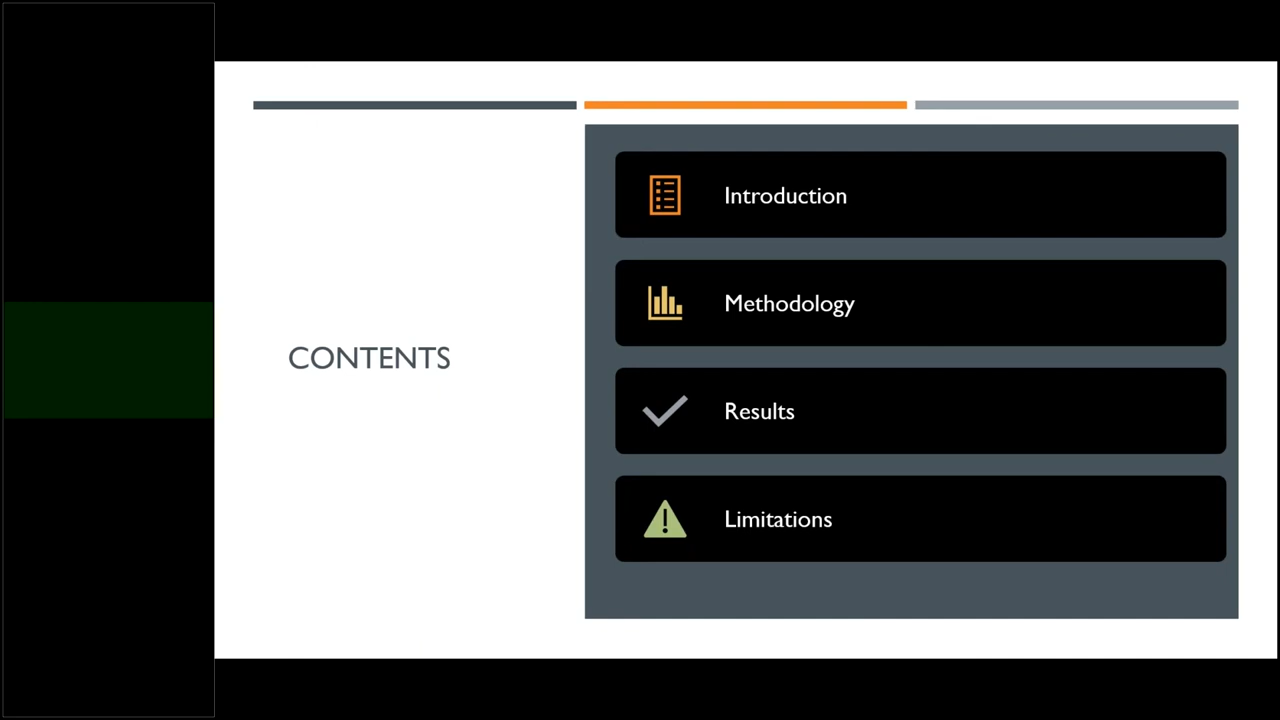 CONTENTS
Introduction
Methodology
Results
Limitations